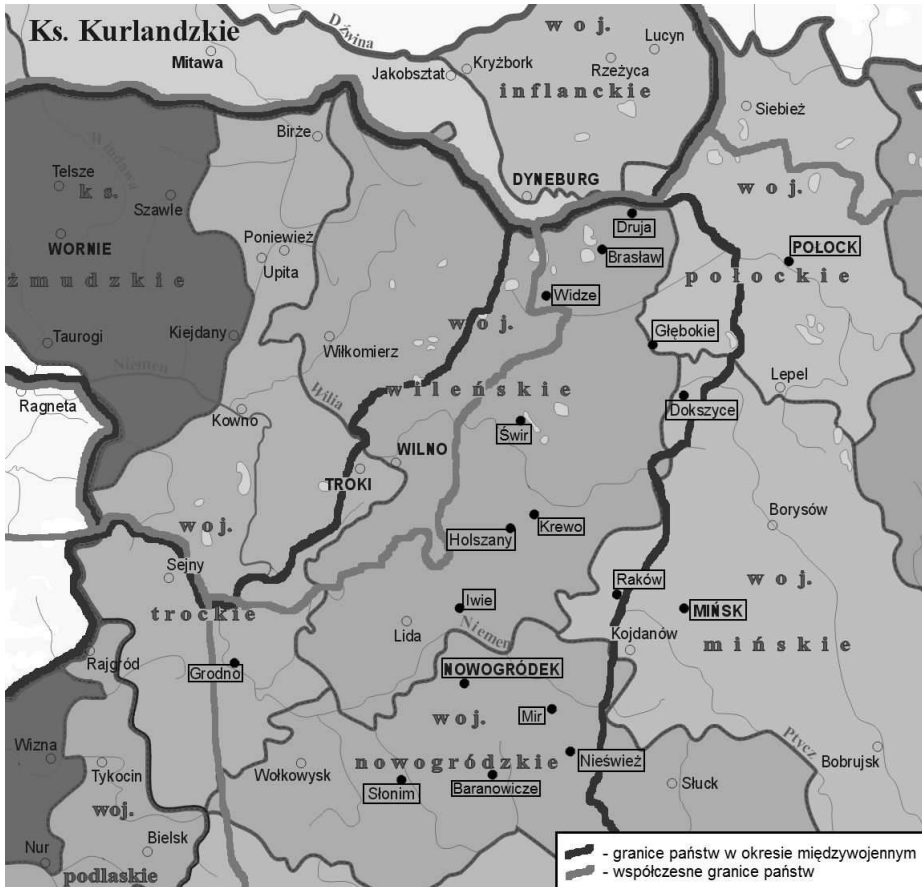 Ks. Kurlandzkie
Dźwina
woj.
Lucyn
Mitawa
Kryżbork
Rzeżyca
Jakobsztat
inflanckie
Siebież
Birże
Windawa
Telsze
ks.
DYNEBURG
woj.
Szawle
Druja
WORNIE
Poniewież
Brasław
POŁOCK
żmudzkie
Upita
połockie
Widze
woj.
Taurogi
Kiejdany
Wiłkomierz
Głębokie
Niemen
wileńskie
Lepel
Ragneta
Wilia
Kowno
Dokszyce
Świr
WILNO
TROKI
woj.
Krewo
Borysów
Holszany
Sejny
woj.
Raków
trockie
Iwie
MIŃSK
Lida
Niemen
Kojdanów
mińskie
Rajgród
Grodno
NOWOGRÓDEK
woj.
Mir
Ptycz
Wizna
nowogródzkie
Nieśwież
Bobrujsk
Tykocin
Wołkowysk
Słonim
Baranowicze
Słuck
woj.
Bielsk
Nur
podlaskie
- granice państw w okresie międzywojennym
- współczesne granice państw